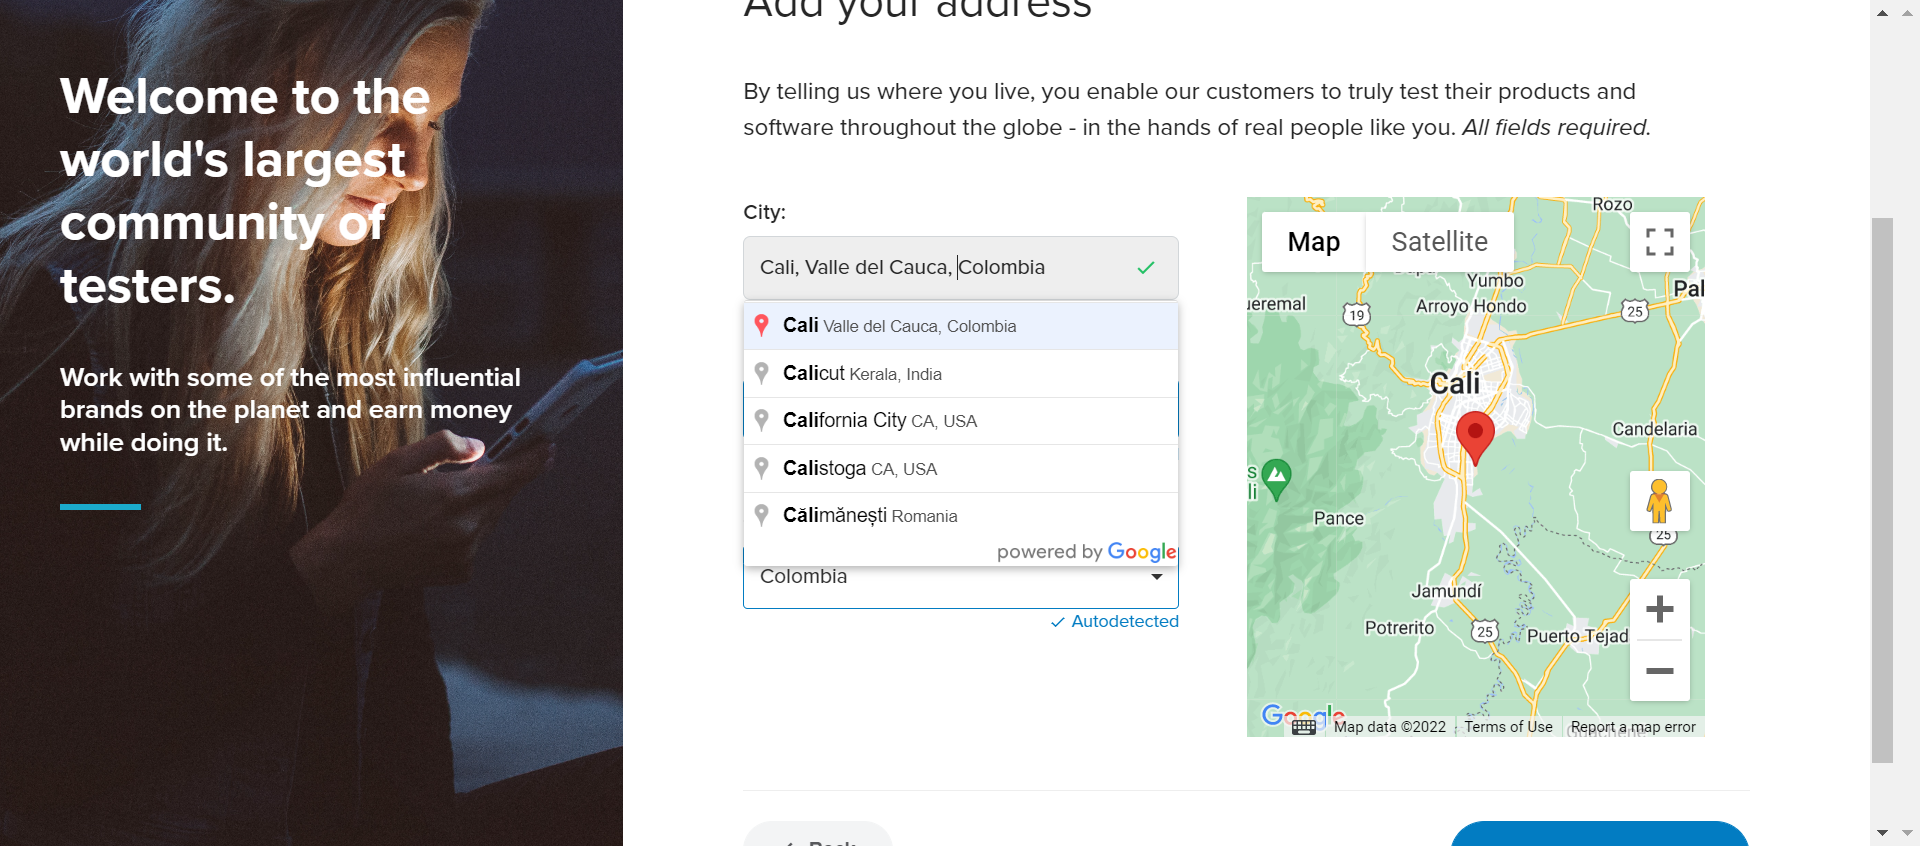 Welcome to the
world's largest
community of
testers.
Work with some of the most influential
brands on the planet and earn money
while doing it.
Add your address
By telling us where you live, you enable our customers to truly test their products and
software throughout the globe - in the hands of real people like you. All fields required.
City:
Cali, Valle del Cauca, Colombia
Cali Valle del Cauca, Colombia
Calicut Kerala, India
California City CA, USA
Calistoga CA, USA
Călimănești Romania
powered by Google
Colombia
Autodetected
Map
Satellite
Rozo
Yumbo
Pal
ueremal
Arroyo Hondo
19
25
Cali
Candelaria
s
li
Pance
25
Jamundí
Potrerito
25
Puerto Tejad
Google
Map data ©2022
Terms of Use
Report a map error
Back